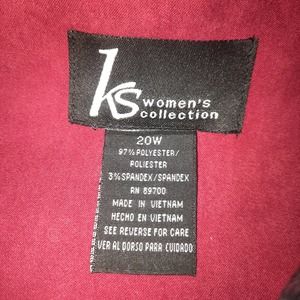 ks women's
collection
20W
97% POLYESTER/
POLIESTER
3% SPANDEX/SPANDEX
RN 89700
MADE IN VIETNAM
HECHO EN VIETNAM
SEE REVERSE FOR CARE
VER AL DORSO PARA CUIDADO